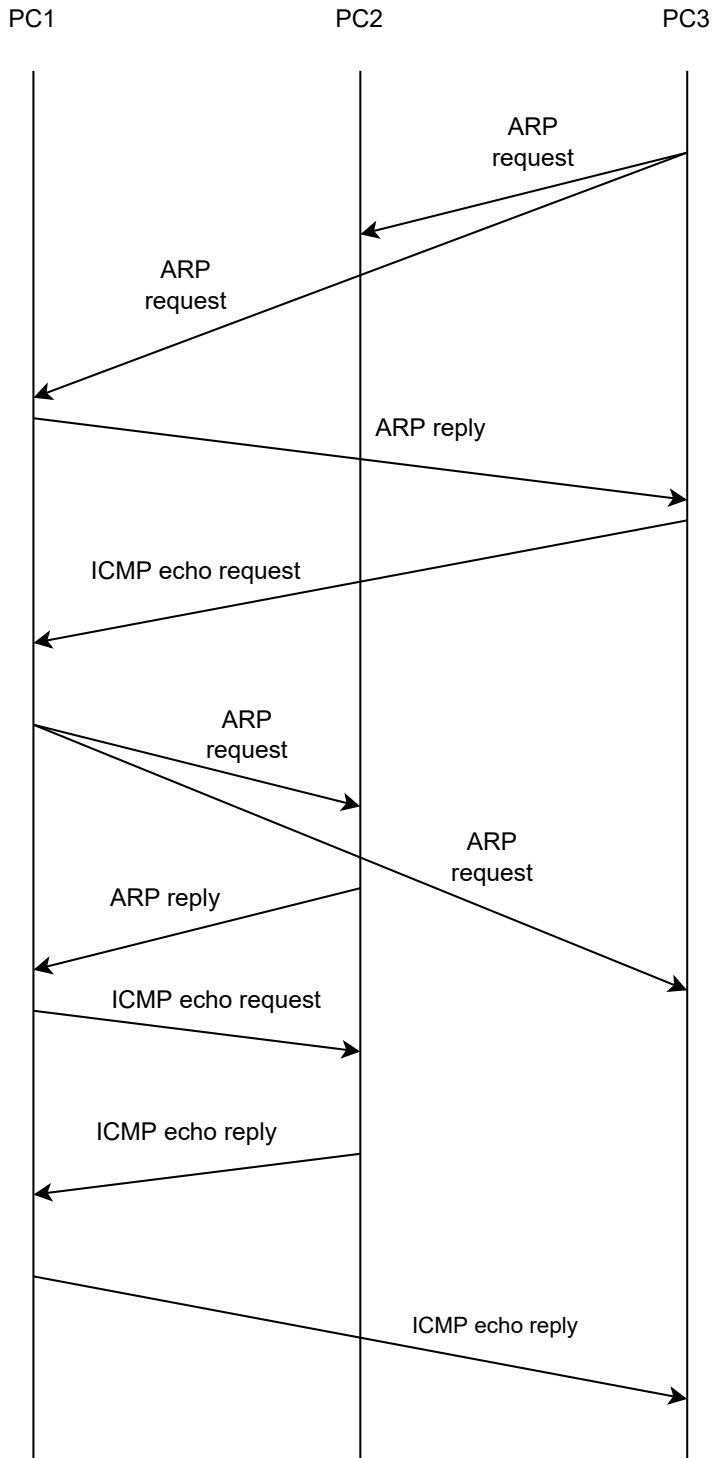 PC1
PC2
PC3
ARP
request
ARP
request
ARP reply
ICMP echo request
ARP
request
ARP
request
ARP reply
ICMP echo request
ICMP echo reply
ICMP echo reply